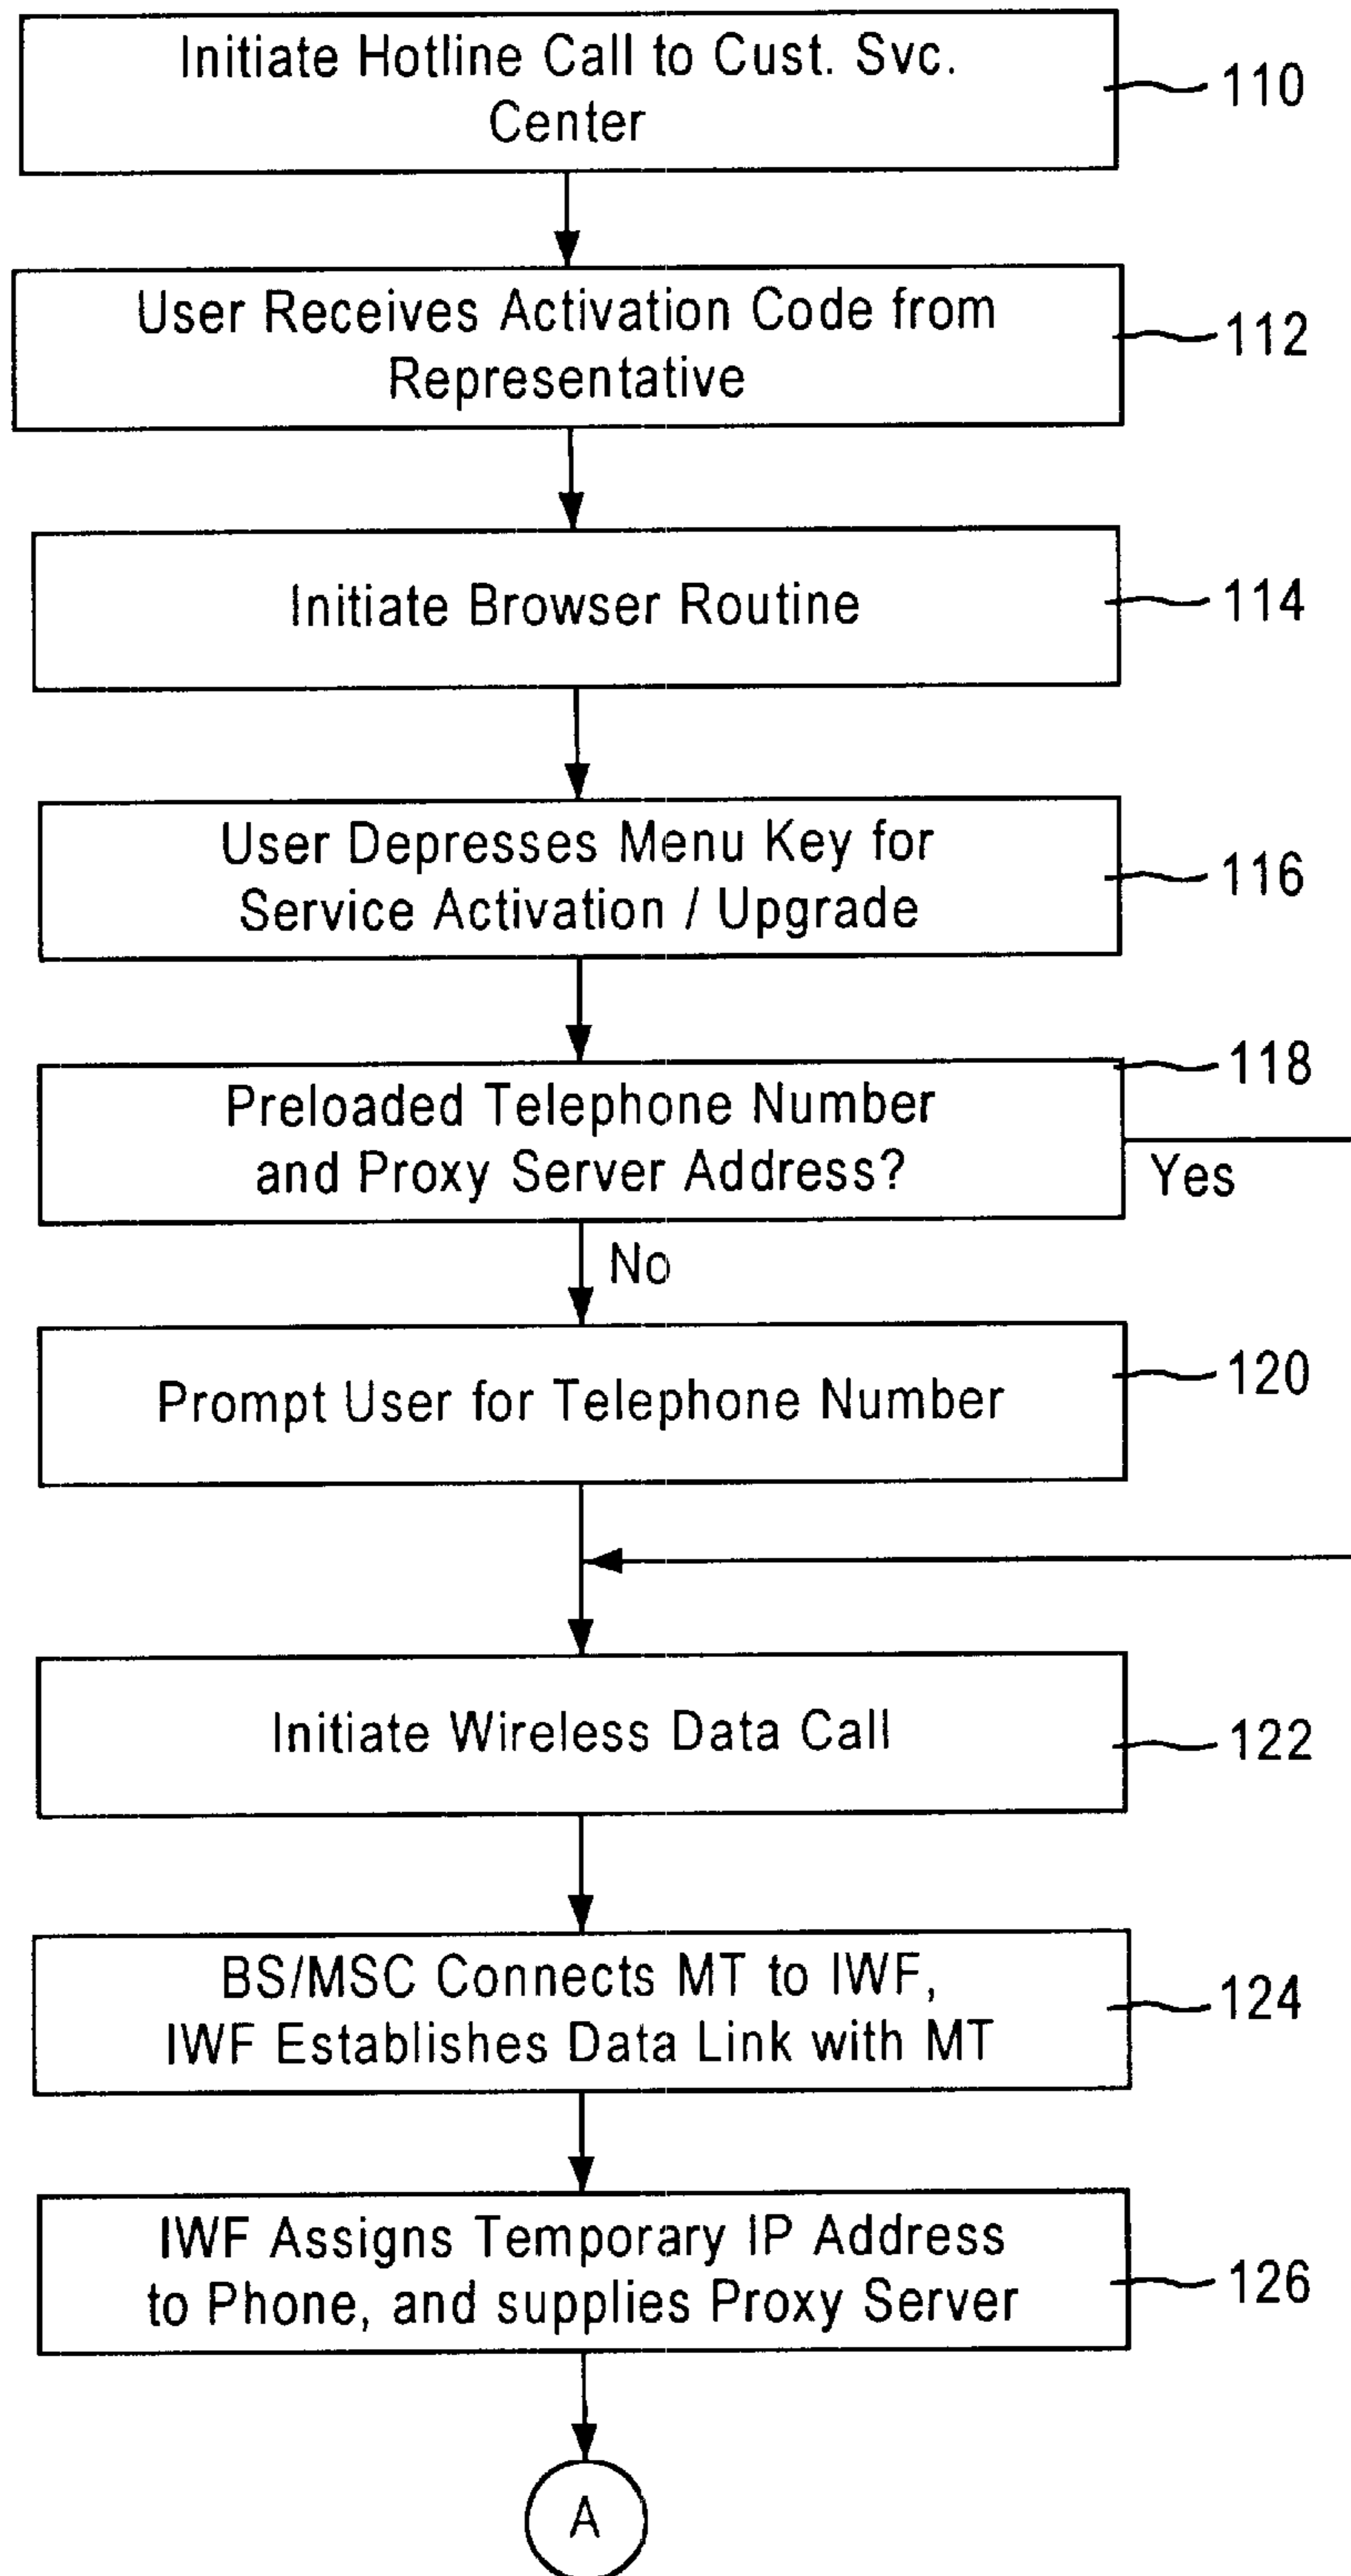 Initiate Hotline Call to Cust. Svc.
Center
110
User Receives Activation Code from
Representative
112
Initiate Browser Routine
114
User Depresses Menu Key for
Service Activation / Upgrade
116
Preloaded Telephone Number
and Proxy Server Address?
118
Yes
No
Prompt User for Telephone Number
120
Initiate Wireless Data Call
122
BS/MSC Connects MT to IWF,
IWF Establishes Data Link with MT
124
IWF Assigns Temporary IP Address
to Phone, and supplies Proxy Server
126
A